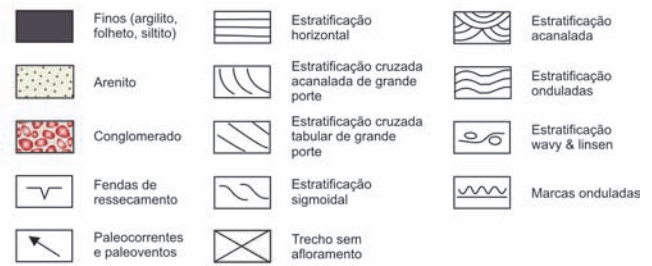 Finos (argilito,
folheto, siltito)
Arenito
Conglomerado
Fendas de
ressecamento
Paleocorrentes
e paleoventos
Estratificação
horizontal
Estratificação cruzada
acanalada de grande
porte
Estratificação cruzada
tabular de grande
porte
Estratificação
sigmoidal
Trecho sem
afloramento
Estratificação
acanalada
Estratificação
onduladas
Estratificação
wavy & linsen
Marcas onduladas